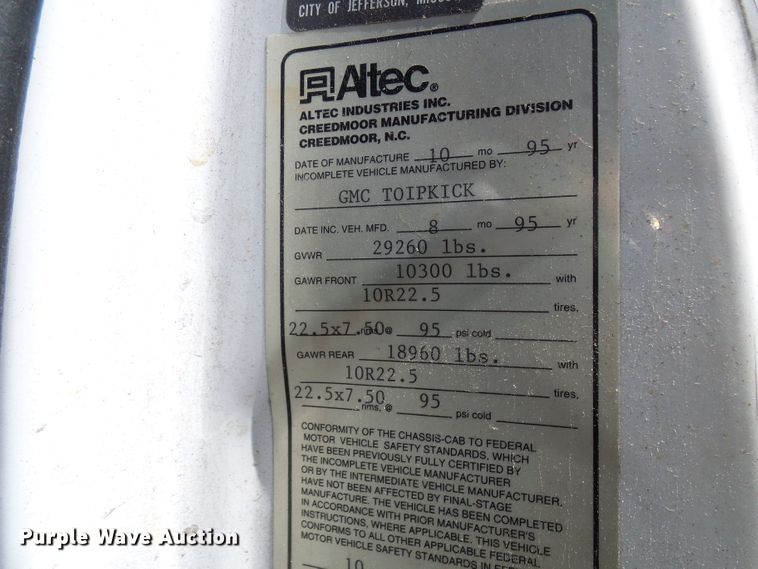 CITY OF JEFFERSON,
Altec®
ALTEC INDUSTRIES INC.
CREEDMOOR MANUFACTURING DIVISION
CREEDMOOR, N.C.
DATE OF MANUFACTURE 10 mo 95 yr
INCOMPLETE VEHICLE MANUFACTURED BY:
GMC TOIPKICK
DATE INC. VEH. MFD. 8 mo 95 yr
GVWR 29260 lbs.
GAWR FRONT 10300 lbs. with
10R22.5 tires,
22.5x7.50 rims, @ 95 psi cold
GAWR REAR 18960 lbs. with
10R22.5 tires,
22.5x7.50 rims, @ 95 psi cold
CONFORMITY OF THE CHASSIS-CAB TO FEDERAL
MOTOR VEHICLE SAFETY STANDARDS, WHICH
HAVE BEEN PREVIOUSLY FULLY CERTIFIED BY
THE INCOMPLETE VEHICLE MANUFACTURER
OR BY THE INTERMEDIATE VEHICLE MANUFACTURER,
HAVE NOT BEEN AFFECTED BY FINAL-STAGE
MANUFACTURE. THE VEHICLE HAS BEEN COMPLETED
IN ACCORDANCE WITH PRIOR MANUFACTURER'S
INSTRUCTIONS, WHERE APPLICABLE. THIS VEHICLE
CONFORMS TO ALL OTHER APPLICABLE FEDERAL
MOTOR VEHICLE SAFETY STANDARDS IN
10
Purple Wave Auction